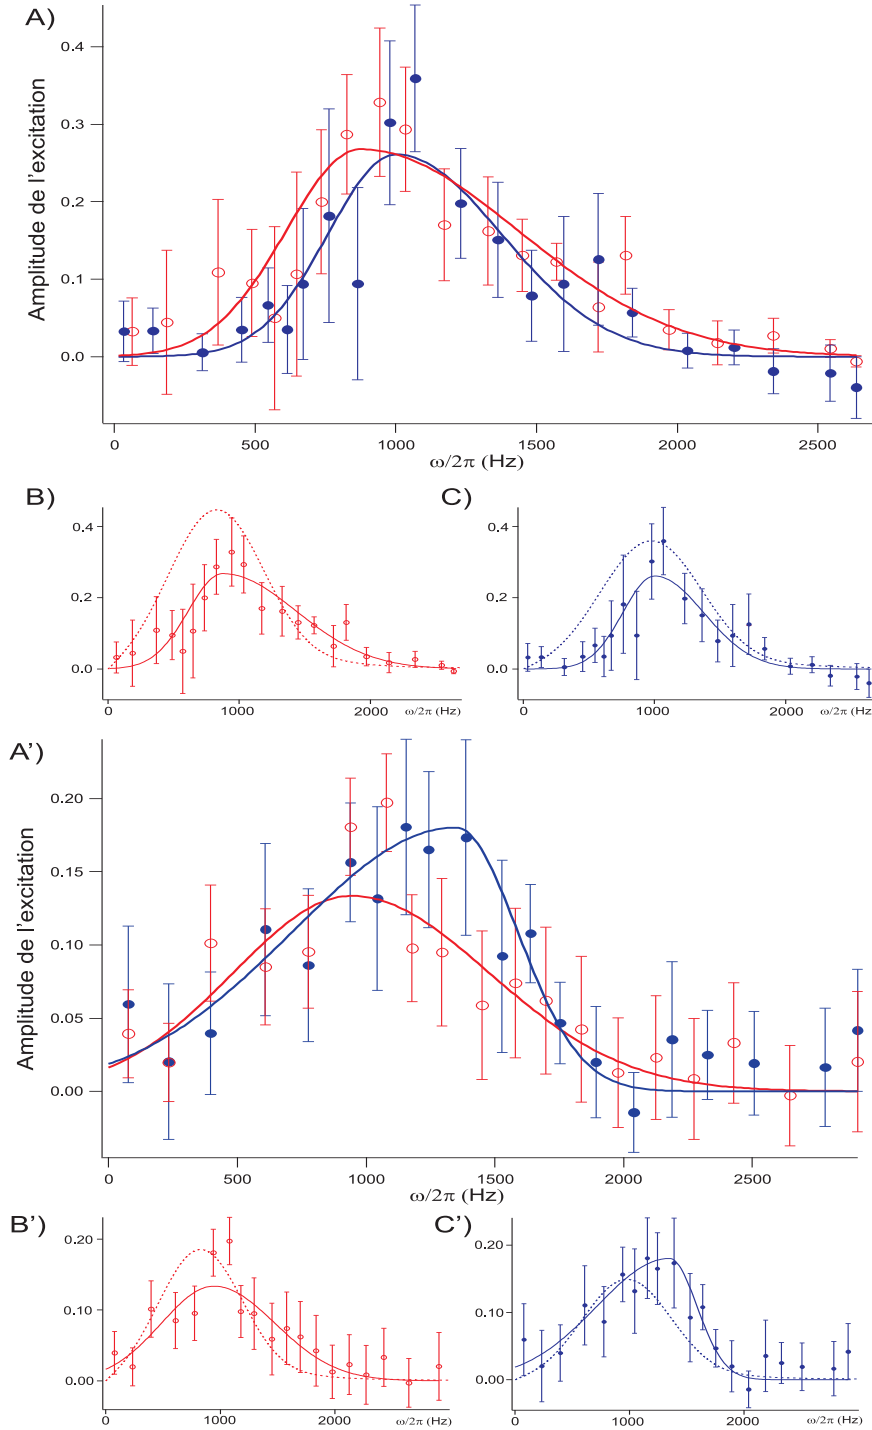 A)
Amplitude de l'excitation
0.4
0.3
0.2
0.1
0.0
0 500 1000 1500 2000 2500
ω/2π (Hz)
B)
0.4
0.2
0.0
0 1000 2000 ω/2π (Hz)
C)
0.4
0.2
0.0
0 1000 2000 ω/2π (Hz)
A')
Amplitude de l'excitation
0.20
0.15
0.10
0.05
0.00
0 500 1000 1500 2000 2500
ω/2π (Hz)
B')
0.20
0.10
0.00
0 1000 2000 ω/2π (Hz)
C')
0.20
0.10
0.00
0 1000 2000 ω/2π (Hz)